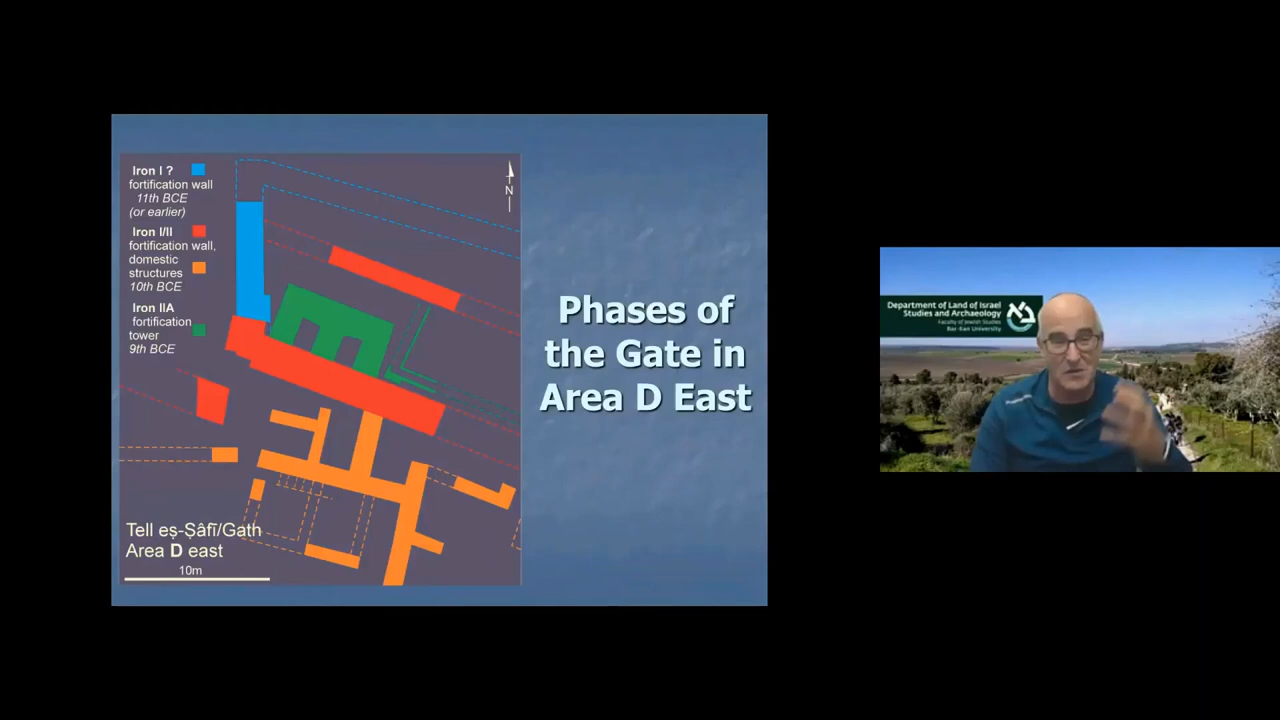 Iron I ?
fortification wall
11th BCE
(or earlier)
Iron I/II
fortification wall,
domestic
structures
10th BCE
Iron IIA
fortification
tower
9th BCE
N
Tell eṣ-Ṣâfī/Gath
Area D east
10m
Phases of
the Gate in
Area D East
Department of Land of Israel
Studies and Archaeology
Faculty of Jewish Studies
Bar-Ilan University